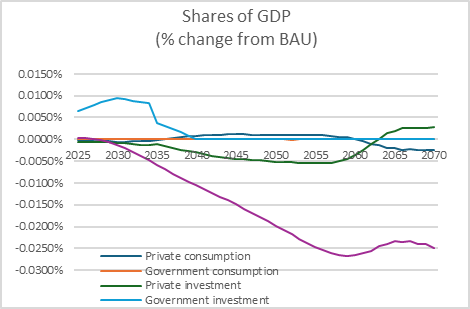 Shares of GDP
(% change from BAU)
0.0150%
0.0100%
0.0050%
0.0000%
-0.0050%
-0.0100%
-0.0150%
-0.0200%
-0.0250%
-0.0300%
2025 2030 2035 2040 2045 2050 2055 2060 2065 2070
Private consumption
Government consumption
Private investment
Government investment